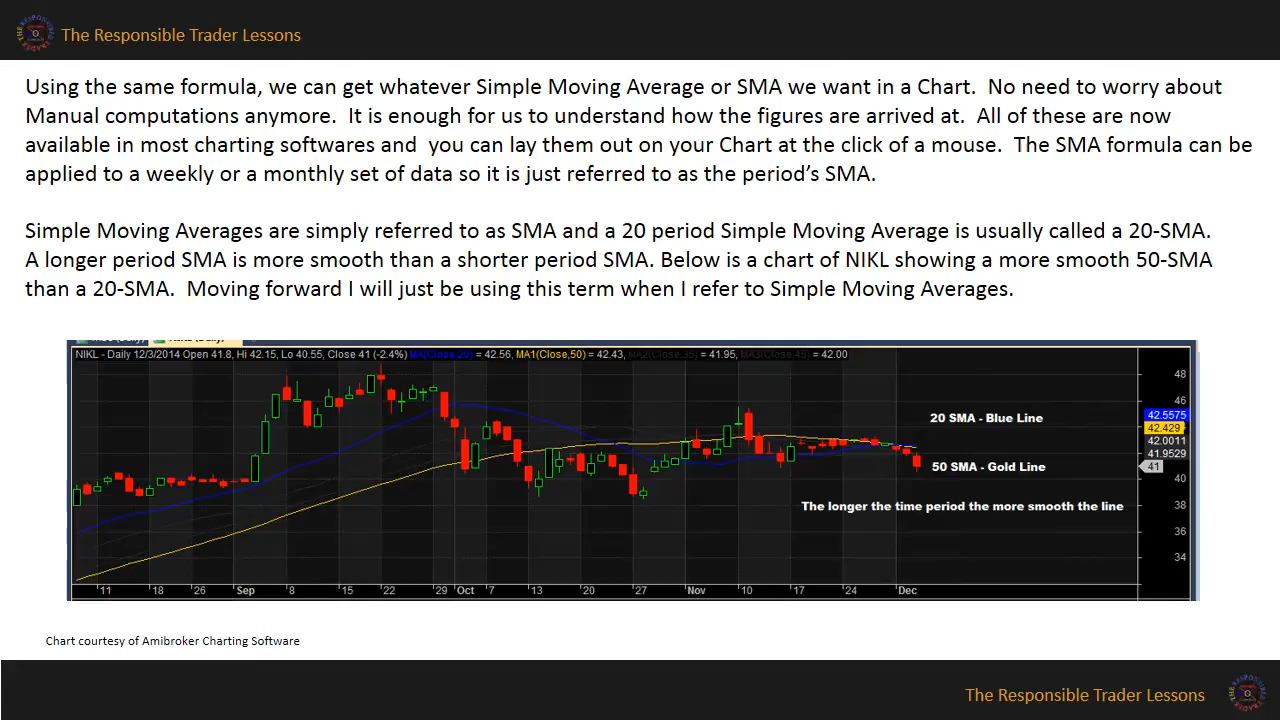 The Responsible Trader Lessons
Using the same formula, we can get whatever Simple Moving Average or SMA we want in a Chart.  No need to worry about
Manual computations anymore.  It is enough for us to understand how the figures are arrived at.  All of these are now
available in most charting softwares and  you can lay them out on your Chart at the click of a mouse.  The SMA formula can be
applied to a weekly or a monthly set of data so it is just referred to as the period's SMA.
Simple Moving Averages are simply referred to as SMA and a 20 period Simple Moving Average is usually called a 20-SMA.
A longer period SMA is more smooth than a shorter period SMA. Below is a chart of NIKL showing a more smooth 50-SMA
than a 20-SMA.  Moving forward I will just be using this term when I refer to Simple Moving Averages.
NIKL - Daily 12/3/2014 Open 41.8, Hi 42.15, Lo 40.55, Close 41 (-2.4%) MA(Close,20) = 42.56, MA1(Close,50) = 42.43, MA2(Close,35) = 41.95, MA3(Close,45) = 42.00
48
46
20 SMA - Blue Line
42.5575
42.429
42.0011
41.9529
50 SMA - Gold Line
41
40
The longer the time period the more smooth the line
38
36
34
11 18 26 Sep 8 15 22 29 Oct 7 13 20 27 Nov 10 17 24 Dec
Chart courtesy of Amibroker Charting Software
The Responsible Trader Lessons